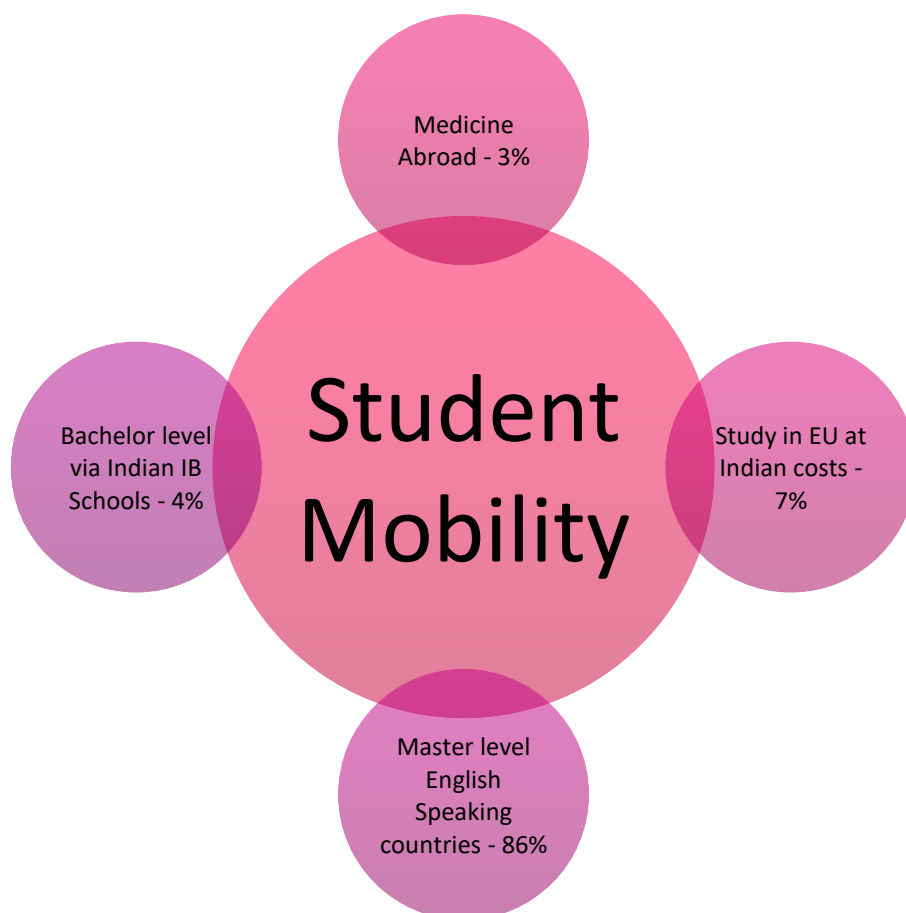 Medicine
Abroad - 3%
Student
Mobility
Bachelor level
via Indian IB
Schools - 4%
Study in EU at
Indian costs -
7%
Master level
English
Speaking
countries - 86%